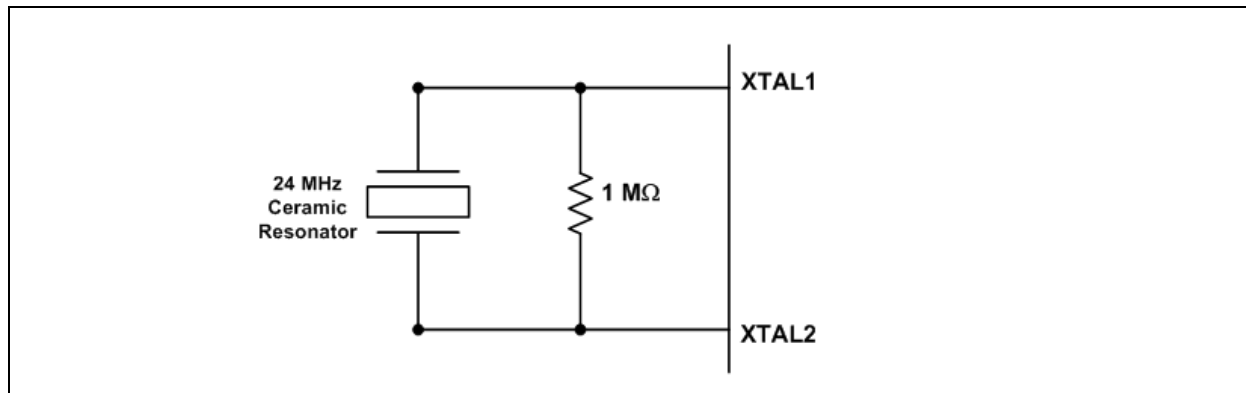 XTAL1
24 MHz
Ceramic
Resonator
1 MΩ
XTAL2